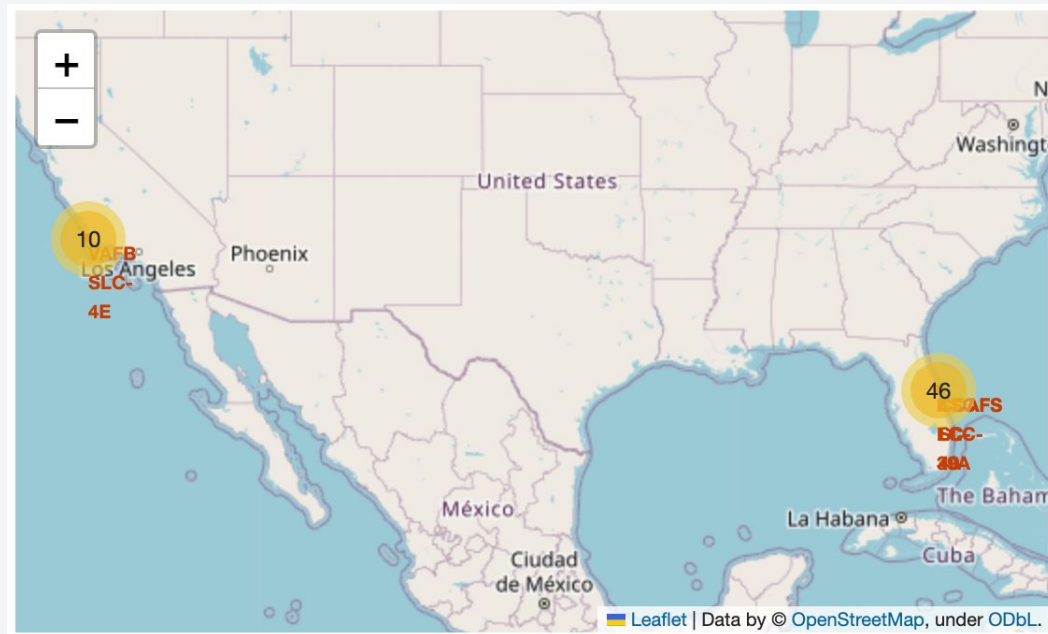 +
−
N
Washingt
United States
10
VAFB
SLC-
4E
Los Angeles
Phoenix
46
The Baham
México
La Habana
Cuba
Ciudad
de México
Leaflet | Data by © OpenStreetMap, under ODbL.